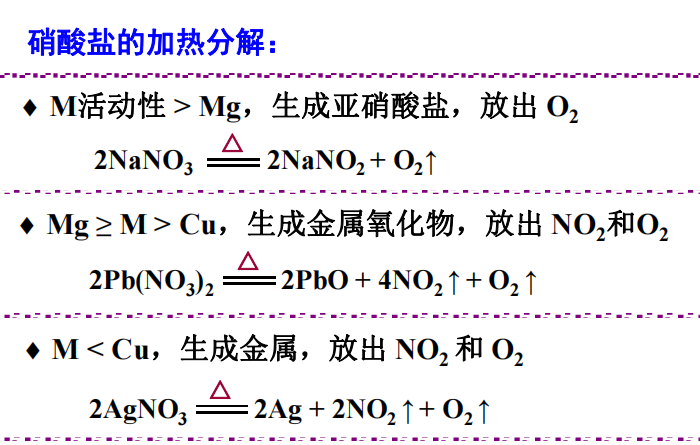 硝酸盐的加热分解：
♦ M活动性 > Mg，生成亚硝酸盐，放出 O₂
2NaNO₃ ≜ 2NaNO₂ + O₂↑
♦ Mg ≥ M > Cu，生成金属氧化物，放出 NO₂和O₂
2Pb(NO₃)₂ ≜ 2PbO + 4NO₂↑ + O₂↑
♦ M < Cu，生成金属，放出 NO₂ 和 O₂
2AgNO₃ ≜ 2Ag + 2NO₂↑ + O₂↑